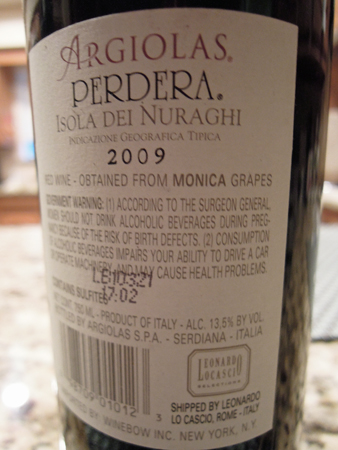 ARGIOLAS®
PERDERA®
ISOLA DEI NURAGHI
INDICAZIONE GEOGRAFICA TIPICA
2009
RED WINE - OBTAINED FROM MONICA GRAPES
GOVERNMENT WARNING: (1) ACCORDING TO THE SURGEON GENERAL,
WOMEN SHOULD NOT DRINK ALCOHOLIC BEVERAGES DURING PREG-
NANCY BECAUSE OF THE RISK OF BIRTH DEFECTS. (2) CONSUMPTION
OF ALCOHOLIC BEVERAGES IMPAIRS YOUR ABILITY TO DRIVE A CAR
OR OPERATE MACHINERY, AND MAY CAUSE HEALTH PROBLEMS.
17:02
CONTAINS SULFITES
NET CONT. 750 ML - PRODUCT OF ITALY - ALC. 13,5% BY VOL.
BOTTLED BY ARGIOLAS S.P.A. - SERDIANA - ITALIA
LEONARDO
LOCASCIO
SELECTIONS
01012 3
SHIPPED BY LEONARDO
LO CASCIO, ROME - ITALY
IMPORTED BY: WINEBOW INC. NEW YORK, N.Y.